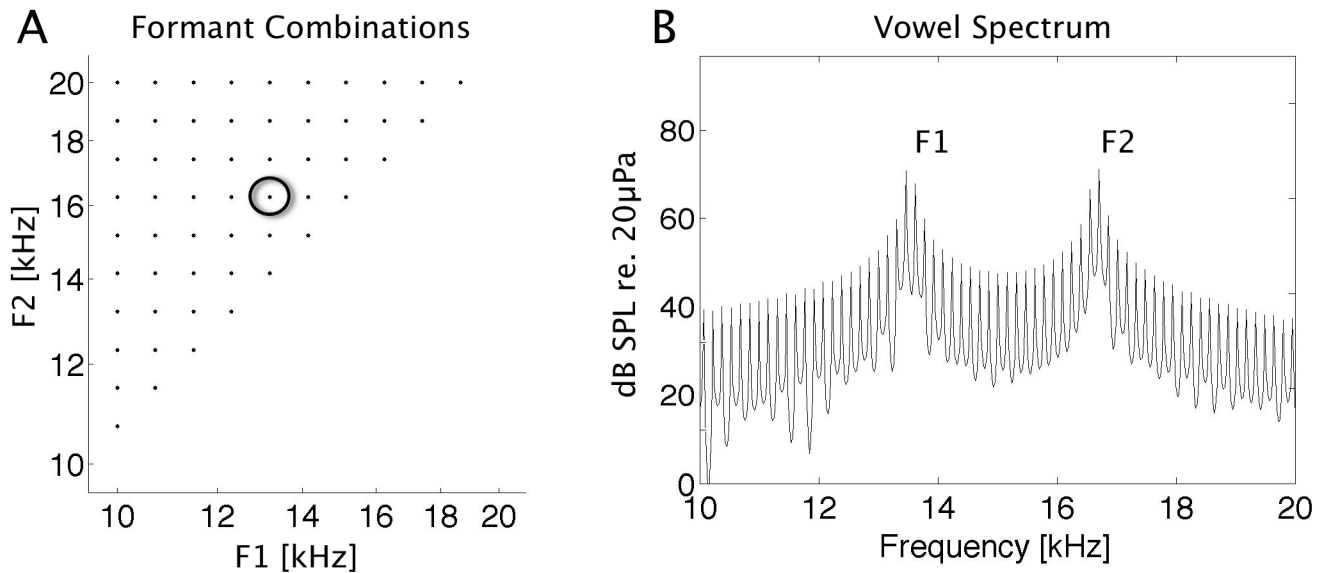 A
Formant Combinations
F2 [kHz]
20
18
16
14
12
10
10 12 14 16 18 20
F1 [kHz]
B
Vowel Spectrum
dB SPL re. 20µPa
80
60
40
20
0
F1 F2
10 12 14 16 18 20
Frequency [kHz]